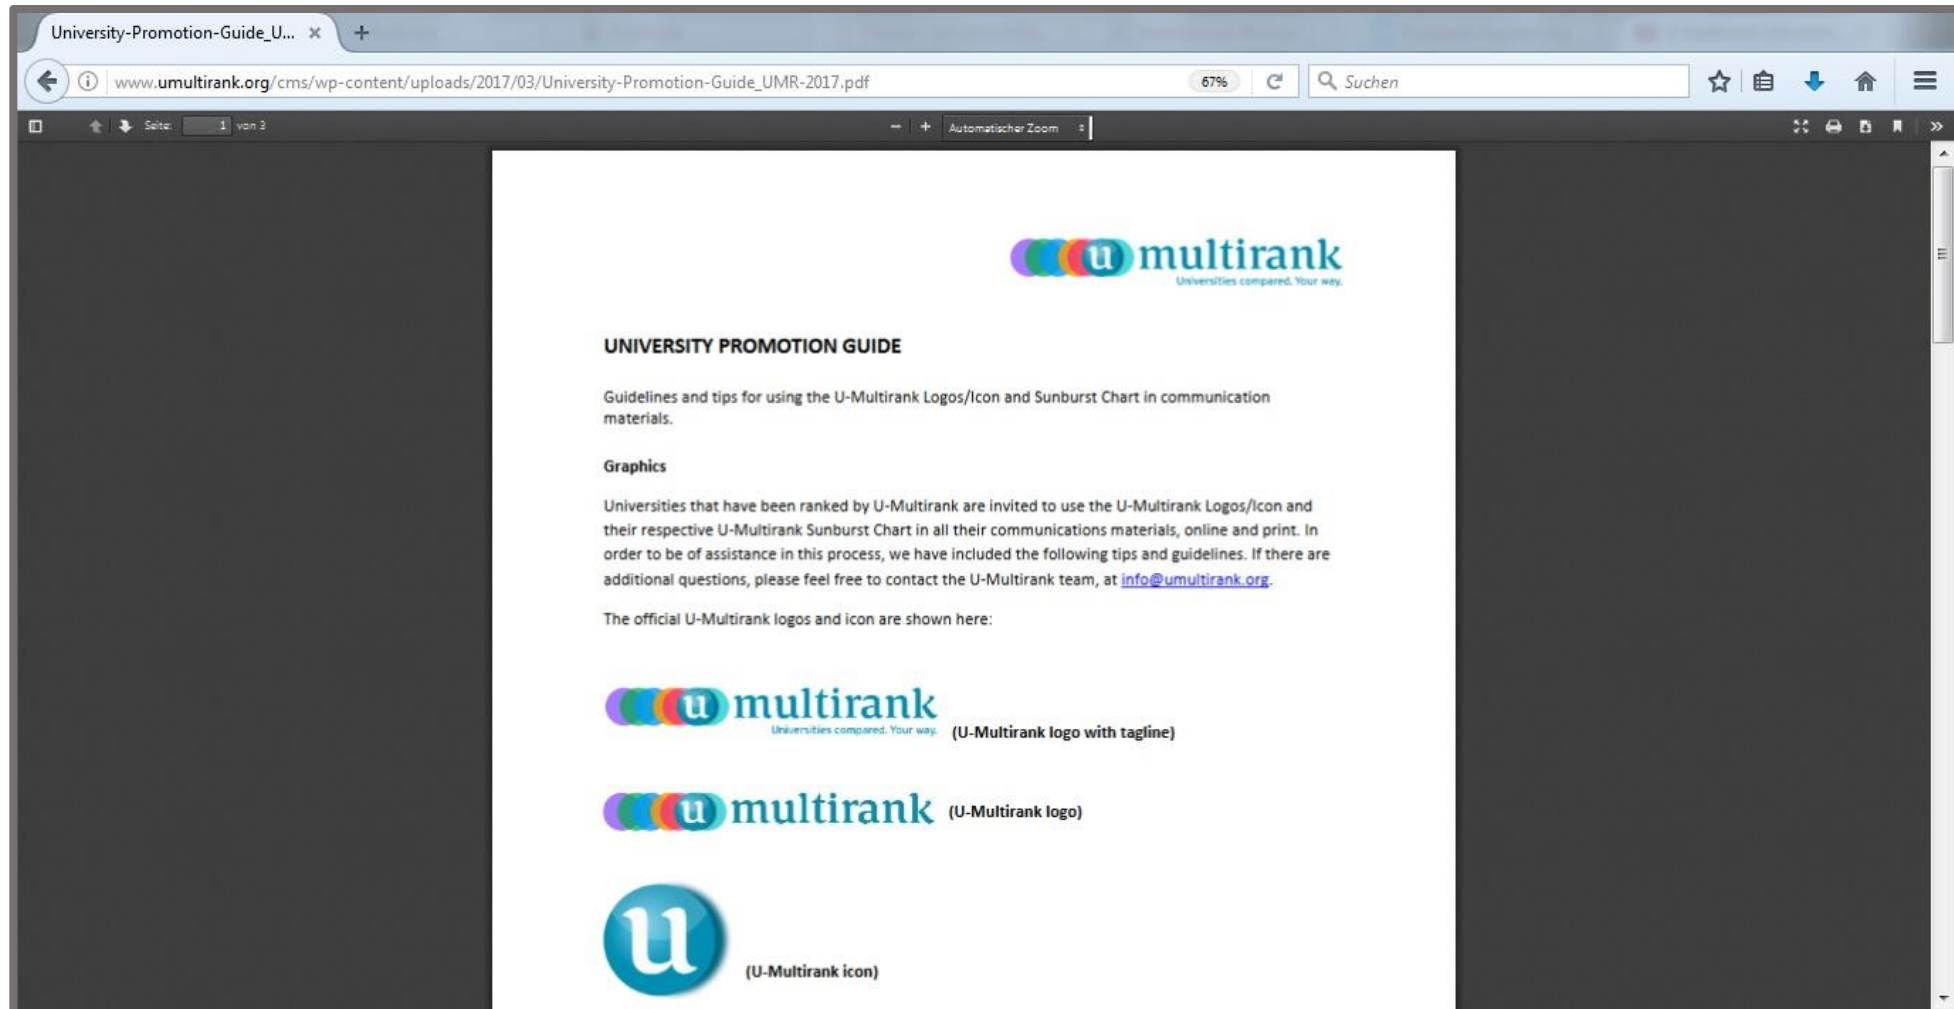 University-Promotion-Guide_U...
www.umultirank.org/cms/wp-content/uploads/2017/03/University-Promotion-Guide_UMR-2017.pdf
67%
Suchen
Seite: 1 von 3
Automatischer Zoom
u multirank
Universities compared. Your way.
UNIVERSITY PROMOTION GUIDE
Guidelines and tips for using the U-Multirank Logos/Icon and Sunburst Chart in communication
materials.
Graphics
Universities that have been ranked by U-Multirank are invited to use the U-Multirank Logos/Icon and
their respective U-Multirank Sunburst Chart in all their communications materials, online and print. In
order to be of assistance in this process, we have included the following tips and guidelines. If there are
additional questions, please feel free to contact the U-Multirank team, at info@umultirank.org.
The official U-Multirank logos and icon are shown here:
u multirank
Universities compared. Your way. (U-Multirank logo with tagline)
u multirank (U-Multirank logo)
u
(U-Multirank icon)